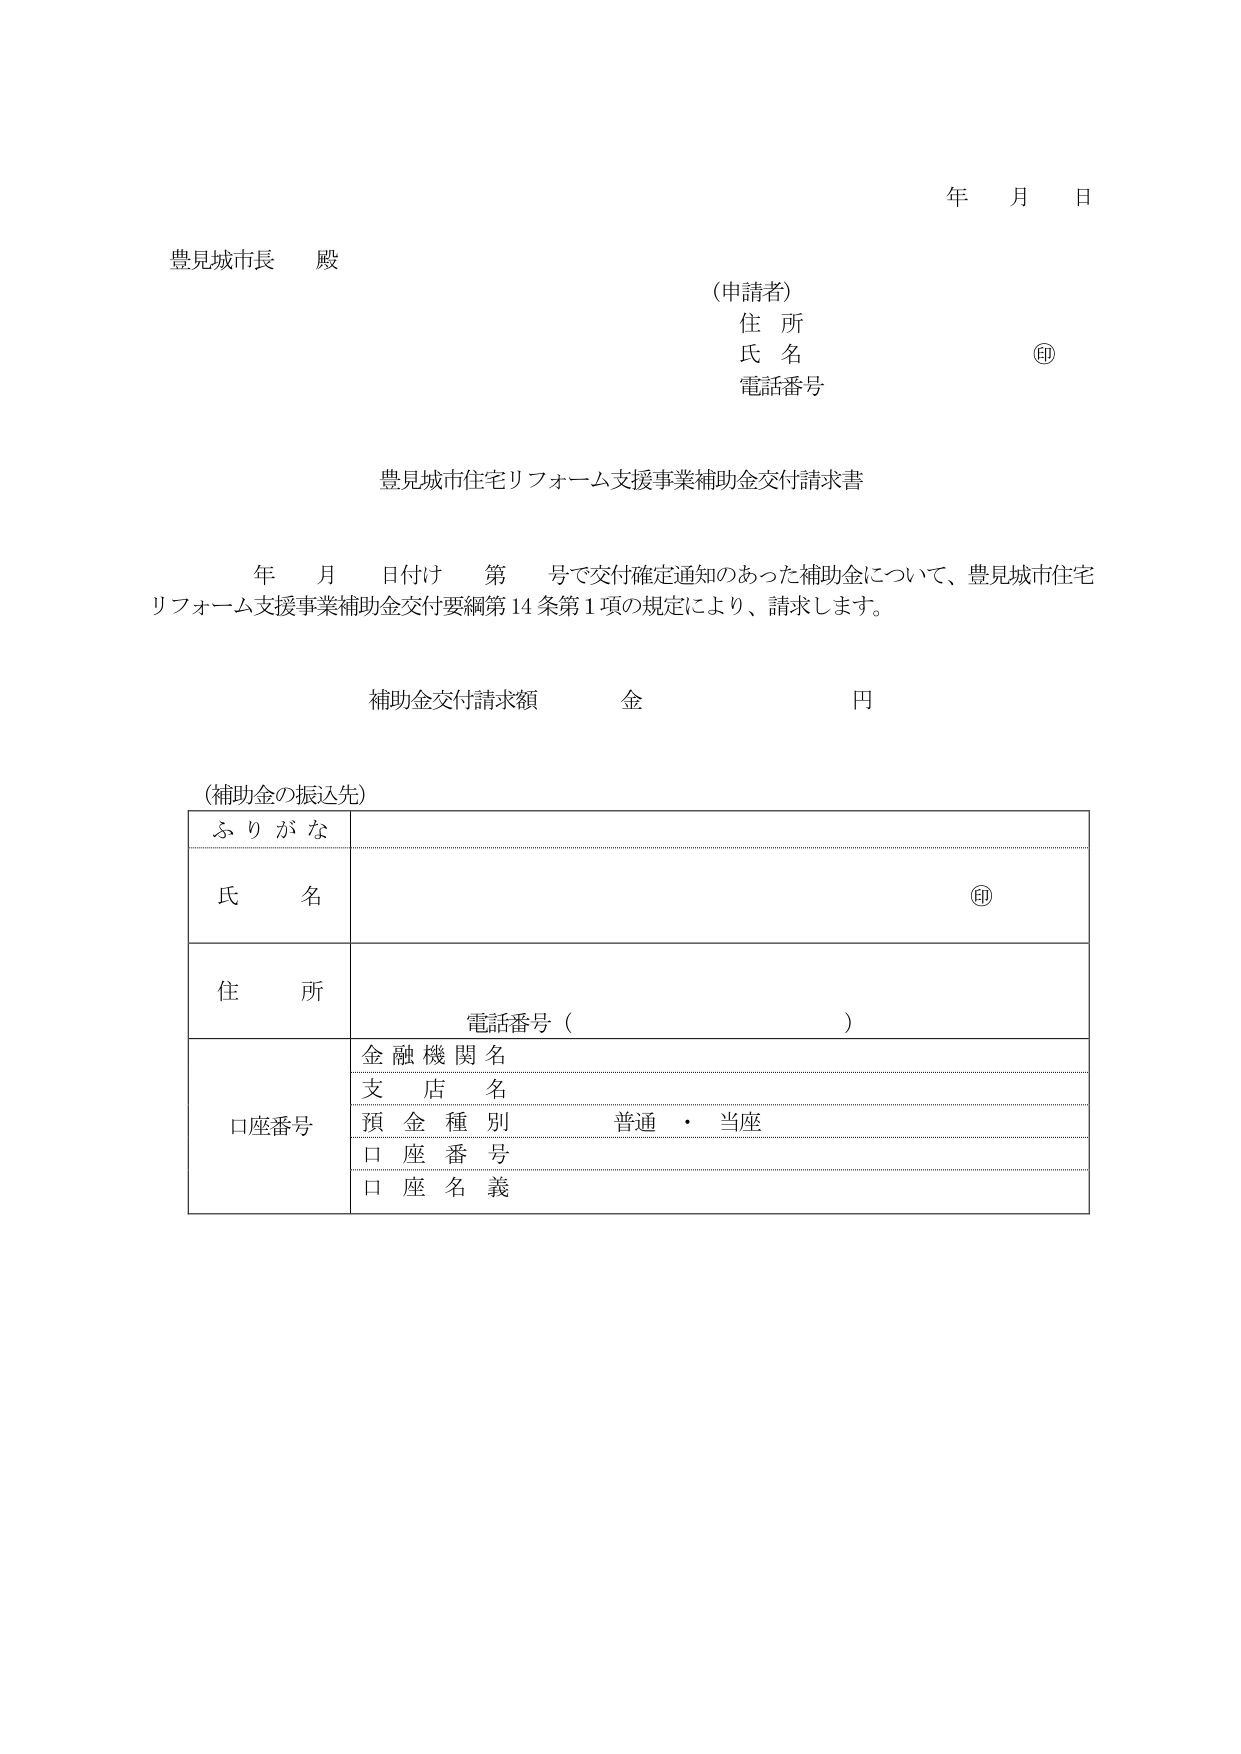 年　月　日
豊見城市長　殿
（申請者）
住　所
氏　名　㊞
電話番号
豊見城市住宅リフォーム支援事業補助金交付請求書
年　月　日付け　第　号で交付確定通知のあった補助金について、豊見城市住宅
リフォーム支援事業補助金交付要綱第 14 条第１項の規定により、請求します。
補助金交付請求額　金　円
（補助金の振込先）
ふ り が な
氏　名　㊞
住　所
電話番号（　）
口座番号
金 融 機 関 名
支　店　名
預 金 種 別　普通 ・ 当座
口 座 番 号
口 座 名 義